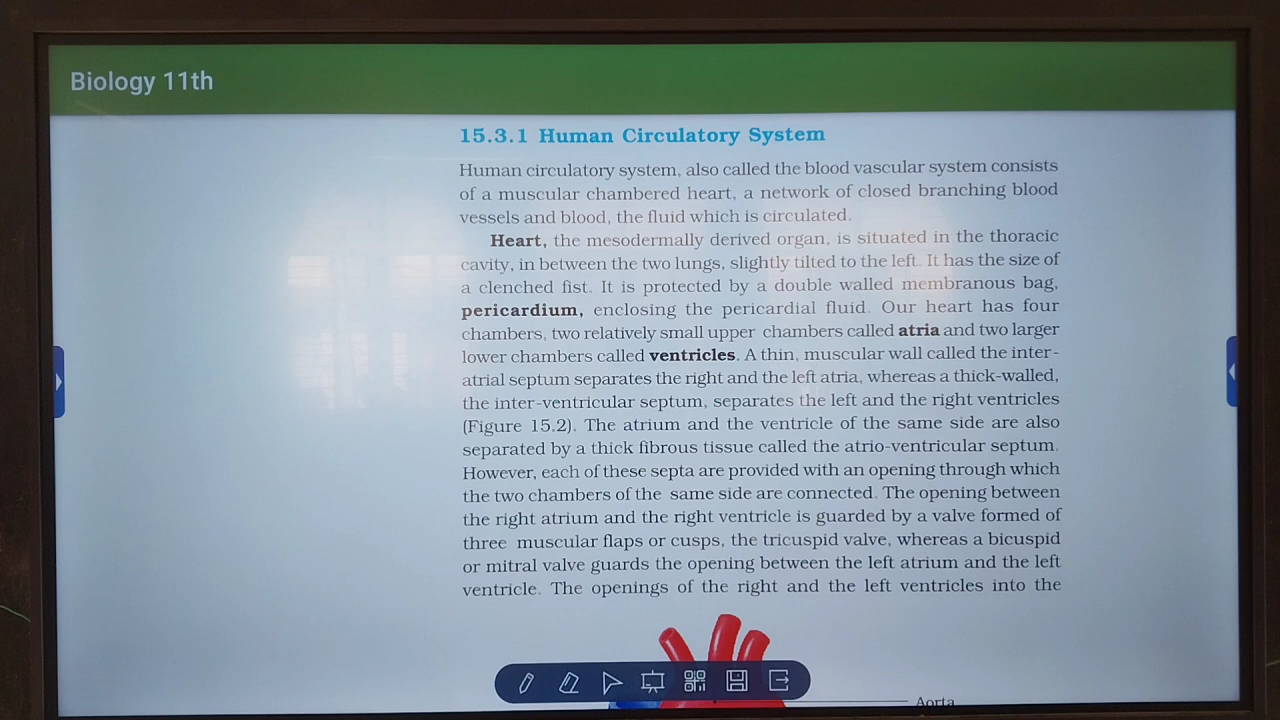 Biology 11th
15.3.1 Human Circulatory System
Human circulatory system, also called the blood vascular system consists
of a muscular chambered heart, a network of closed branching blood
vessels and blood, the fluid which is circulated.
Heart, the mesodermally derived organ, is situated in the thoracic
cavity, in between the two lungs, slightly tilted to the left. It has the size of
a clenched fist. It is protected by a double walled membranous bag,
pericardium, enclosing the pericardial fluid. Our heart has four
chambers, two relatively small upper chambers called atria and two larger
lower chambers called ventricles. A thin, muscular wall called the inter-
atrial septum separates the right and the left atria, whereas a thick-walled,
the inter-ventricular septum, separates the left and the right ventricles
(Figure 15.2). The atrium and the ventricle of the same side are also
separated by a thick fibrous tissue called the atrio-ventricular septum.
However, each of these septa are provided with an opening through which
the two chambers of the same side are connected. The opening between
the right atrium and the right ventricle is guarded by a valve formed of
three muscular flaps or cusps, the tricuspid valve, whereas a bicuspid
or mitral valve guards the opening between the left atrium and the left
ventricle. The openings of the right and the left ventricles into the
Aorta